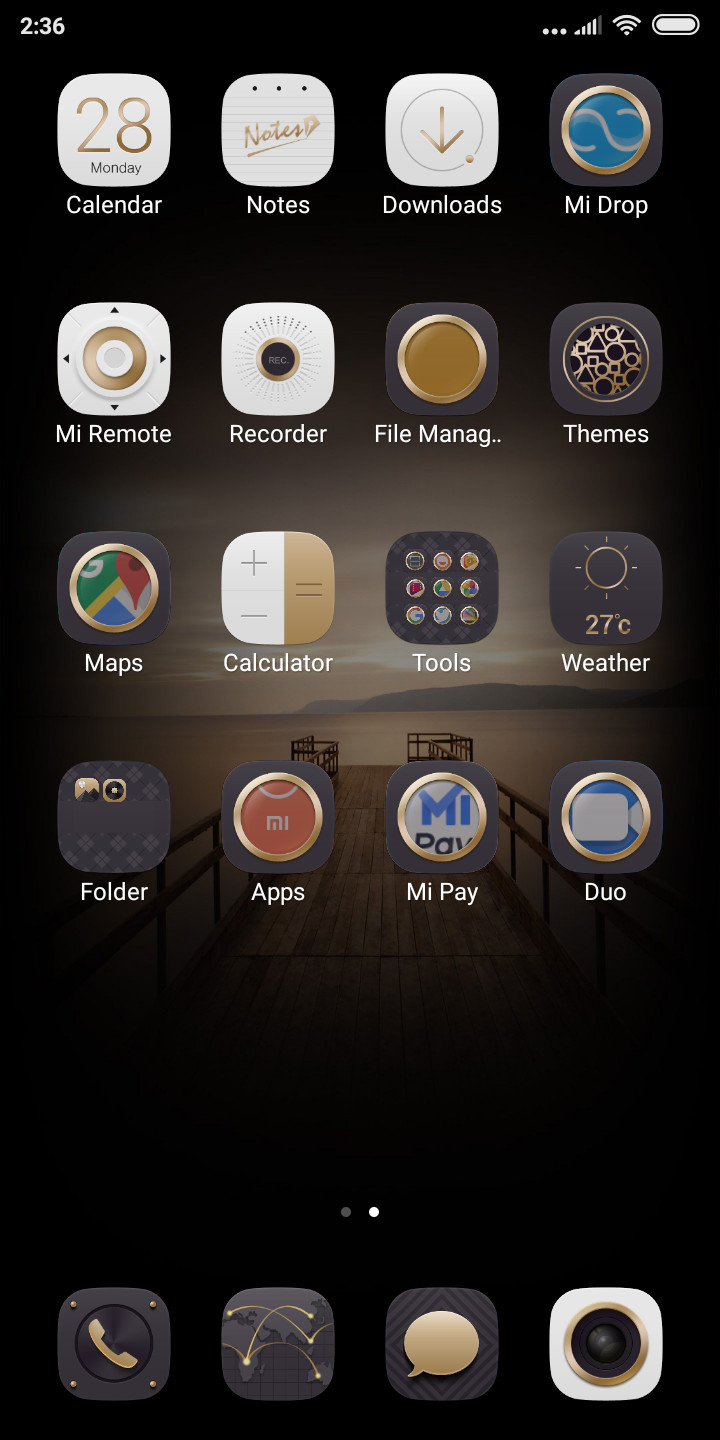 2:36
28
Monday
Calendar
Notes
Notes
Downloads
Mi Drop
Mi Remote
REC.
Recorder
File Manag..
Themes
Maps
Calculator
Tools
27°c
Weather
Folder
mi
Apps
MI
Pay
Mi Pay
Duo